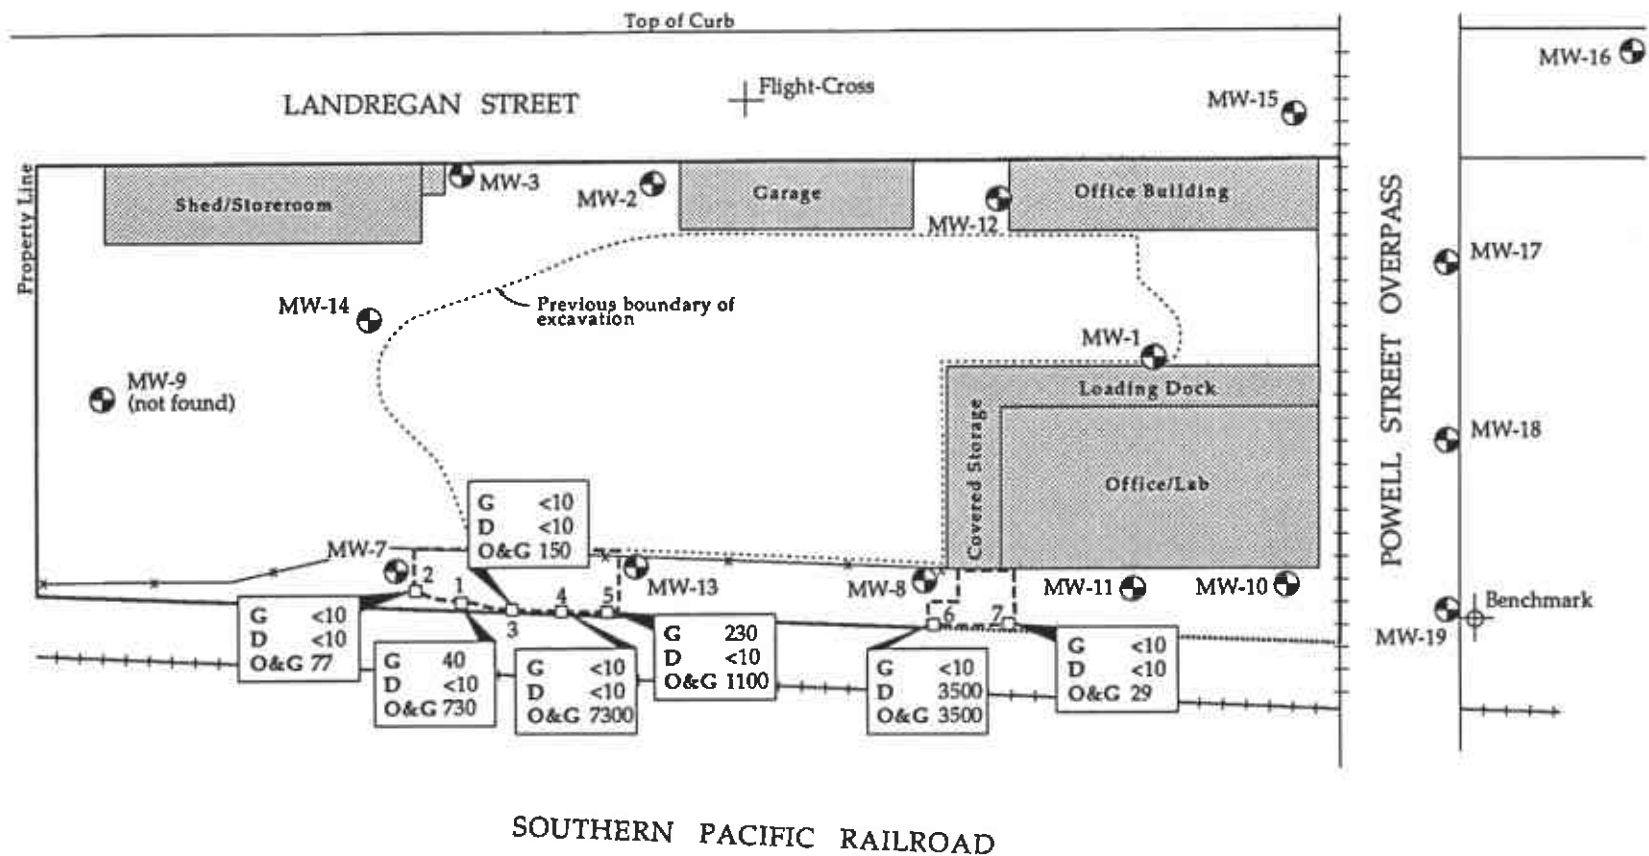 Top of Curb
MW-16
LANDREGAN STREET
Flight-Cross
MW-15
Property Line
Shed/Storeroom
MW-3
MW-2
Garage
MW-12
Office Building
POWELL STREET OVERPASS
MW-17
MW-14
Previous boundary of
excavation
MW-1
MW-9
(not found)
Loading Dock
Covered Storage
Office/Lab
MW-18
G <10
D <10
O&G 150
MW-7
2
1
3
4
5
MW-13
MW-8
6
7
MW-11
MW-10
Benchmark
MW-19
G <10
D <10
O&G 77
G 40
D <10
O&G 730
G <10
D <10
O&G 7300
G 230
D <10
O&G 1100
G <10
D 3500
O&G 3500
G <10
D <10
O&G 29
SOUTHERN PACIFIC RAILROAD